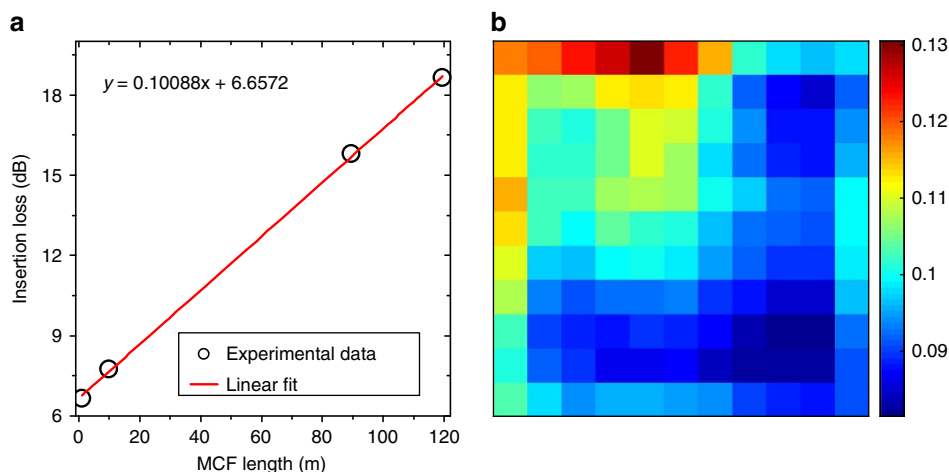 a
b
y = 0.10088x + 6.6572
Insertion loss (dB)
18
15
12
9
6
Experimental data
Linear fit
0 20 40 60 80 100 120
MCF length (m)
0.13
0.12
0.11
0.1
0.09